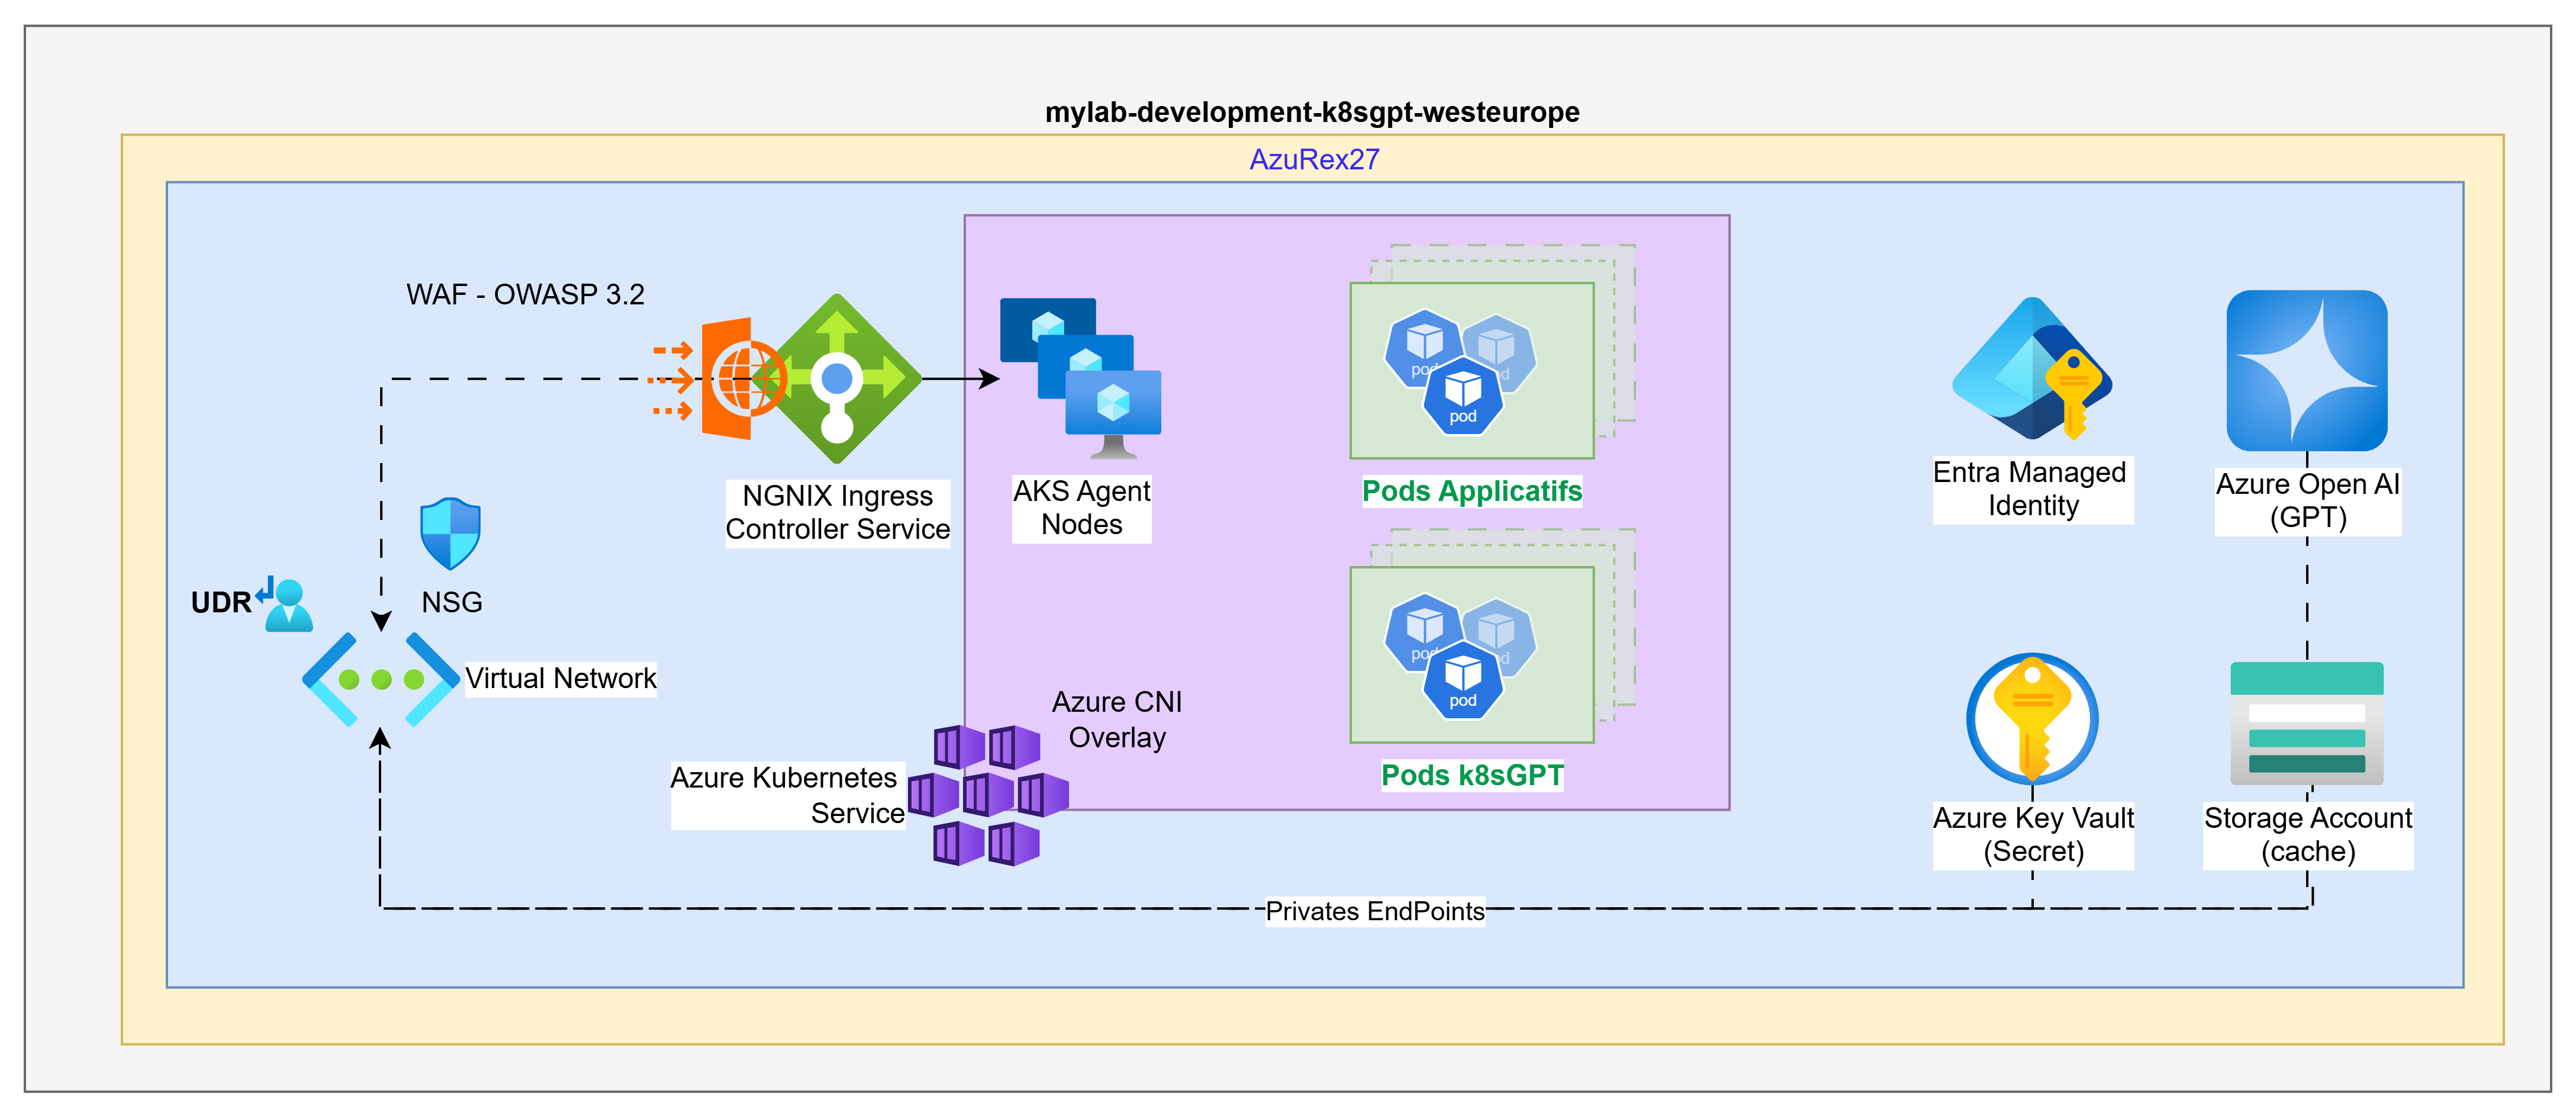 mylab-development-k8sgpt-westeurope
AzuRex27
WAF - OWASP 3.2
NGNIX Ingress
Controller Service
AKS Agent
Nodes
pod
pod
Pods Applicatifs
Entra Managed
Identity
Azure Open AI
(GPT)
UDR
NSG
Virtual Network
pod
pod
Pods k8sGPT
Azure CNI
Overlay
Azure Kubernetes
Service
Azure Key Vault
(Secret)
Storage Account
(cache)
Privates EndPoints